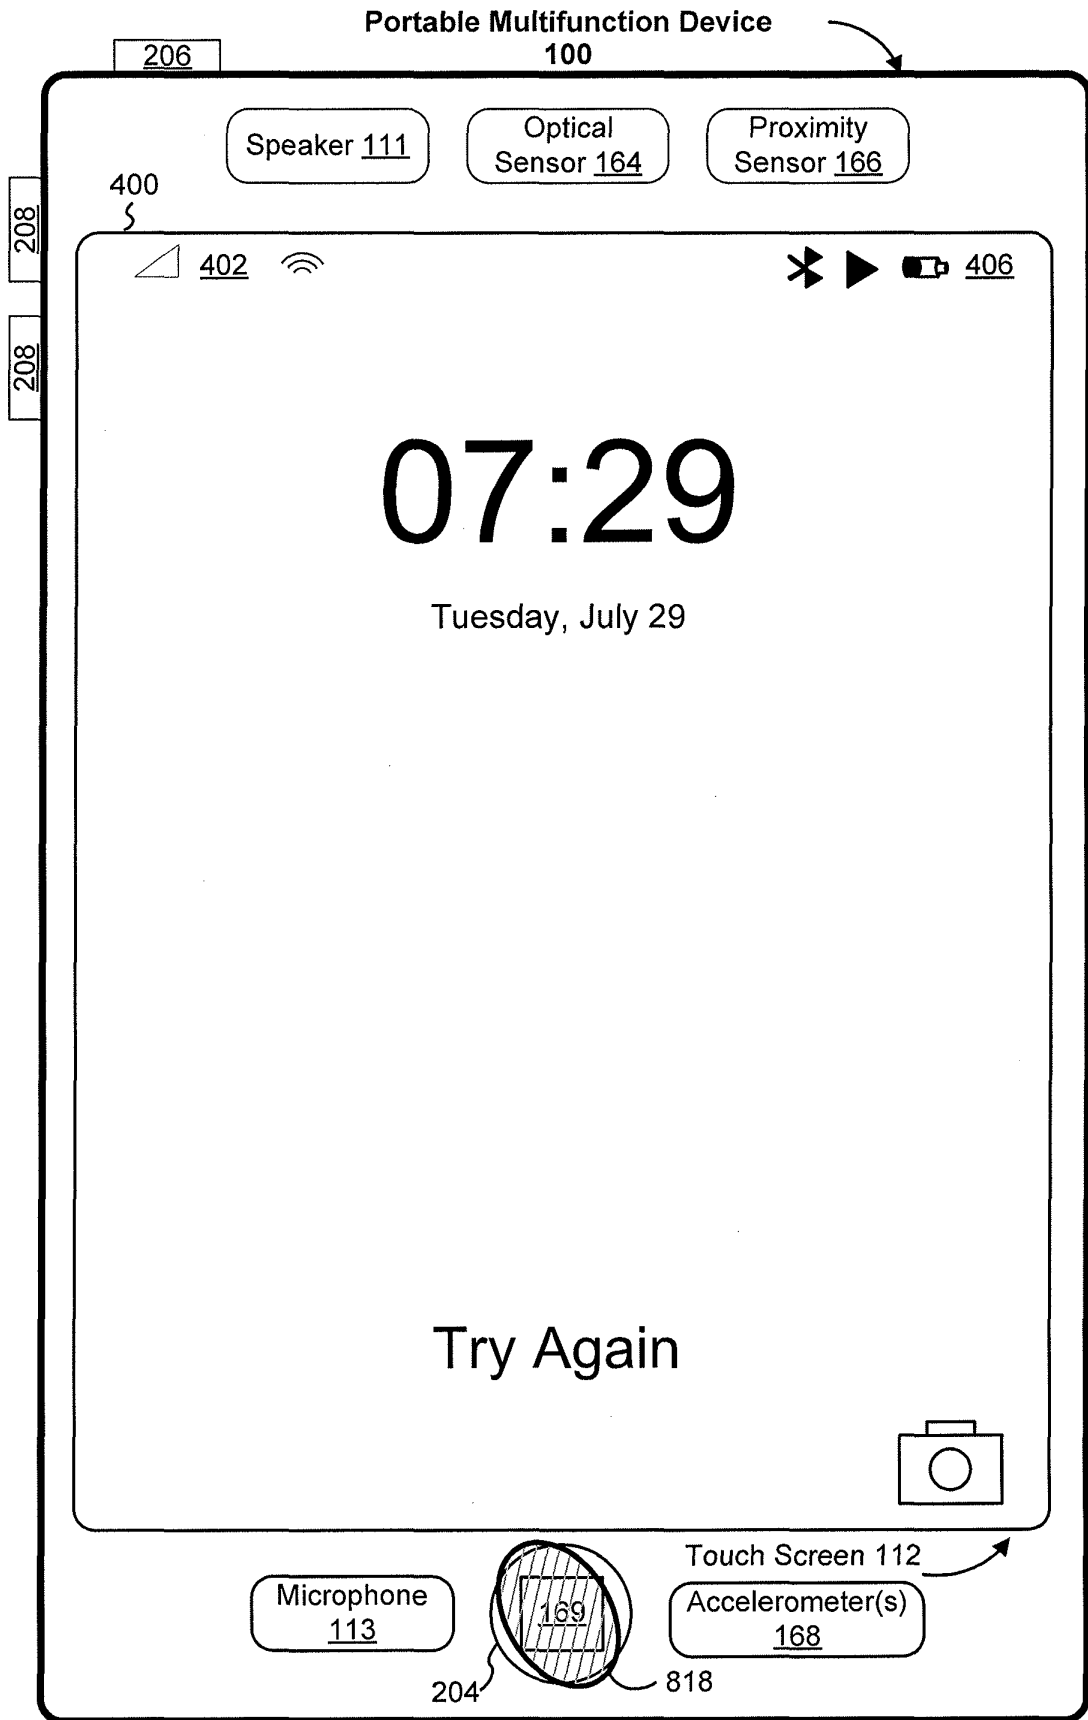 Portable Multifunction Device
100
206
Speaker 111
Optical
Sensor 164
Proximity
Sensor 166
400
208
402
406
208
07:29
Tuesday, July 29
Try Again
Touch Screen 112
Microphone
113
169
Accelerometer(s)
168
204
818